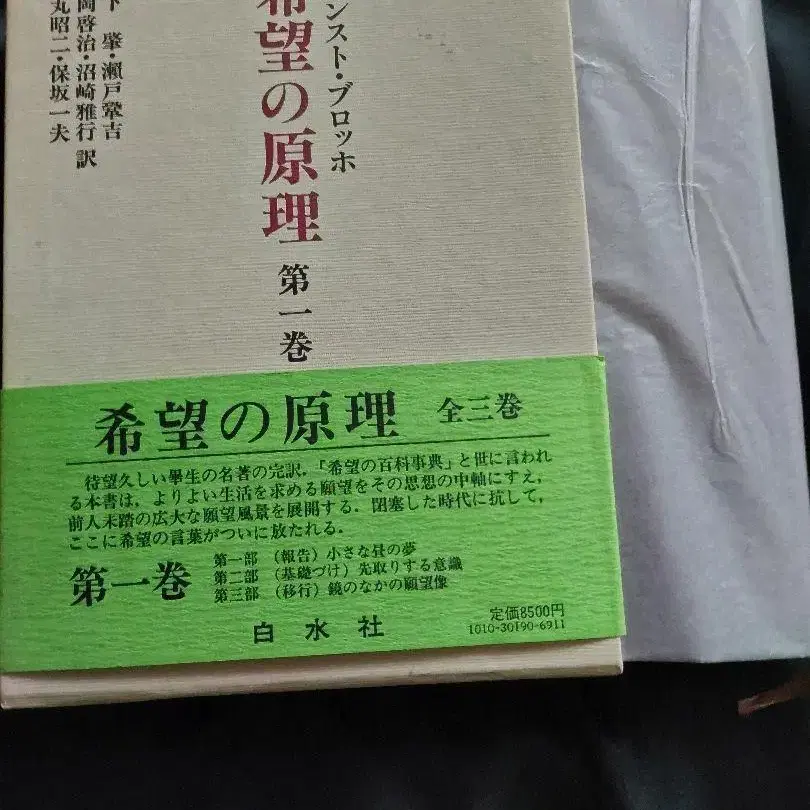 ンスト・ブロッホ
希望の原理 第一巻
下 肇・瀬戸鞏吉
岡啓治・沼崎雅行 訳
丸昭二・保坂一夫
希望の原理 全三巻
待望久しい畢生の名著の完訳．「希望の百科事典」と世に言われ
る本書は，よりよい生活を求める願望をその思想の中軸にすえ，
前人未踏の広大な願望風景を展開する．閉塞した時代に抗して，
ここに希望の言葉がついに放たれる．
第一巻
第一部 （報告）小さな昼の夢
第二部 （基礎づけ）先取りする意識
第三部 （移行）鏡のなかの願望像
白水社
定価8500円
1010-30190-6911